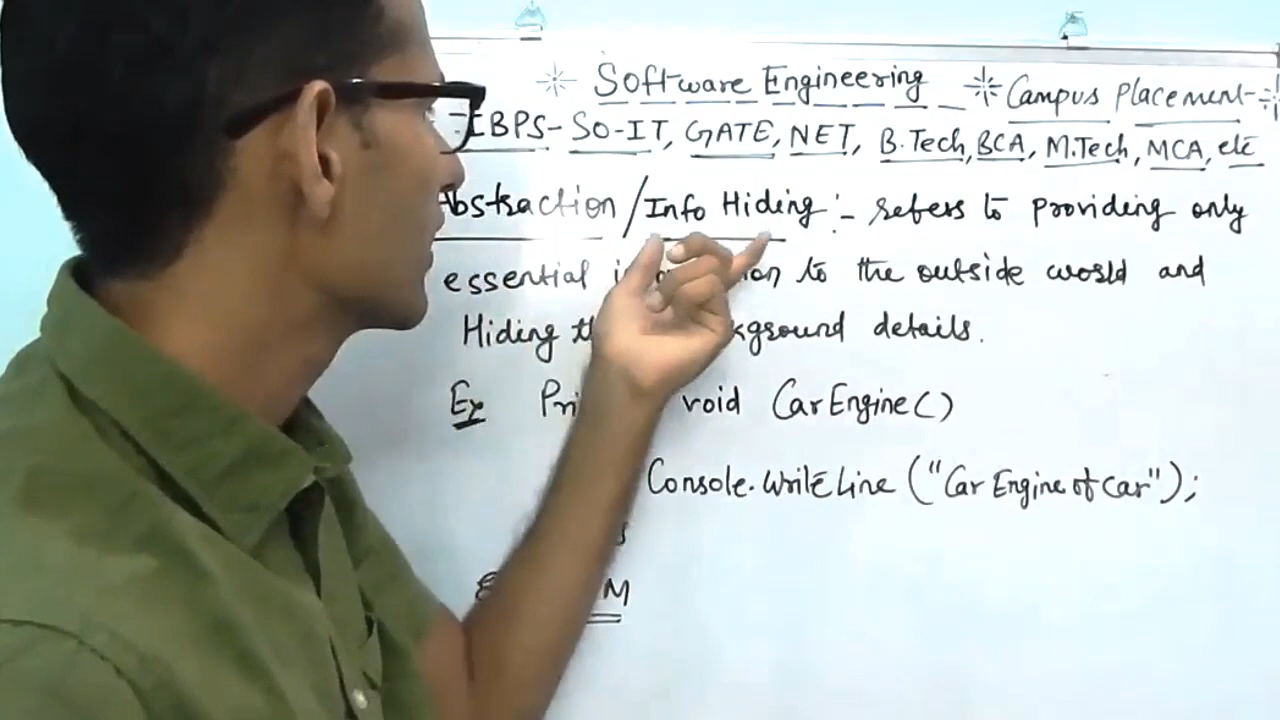 Software Engineering Campus Placement
IBPS-SO-IT, GATE, NET, B.Tech, BCA, M.Tech, MCA, etc
Abstraction / Info Hiding :- refers to providing only
essential to the outside world and
Hiding details.
Ex void CarEngine()
Console.WriteLine ("Car Engine of car");